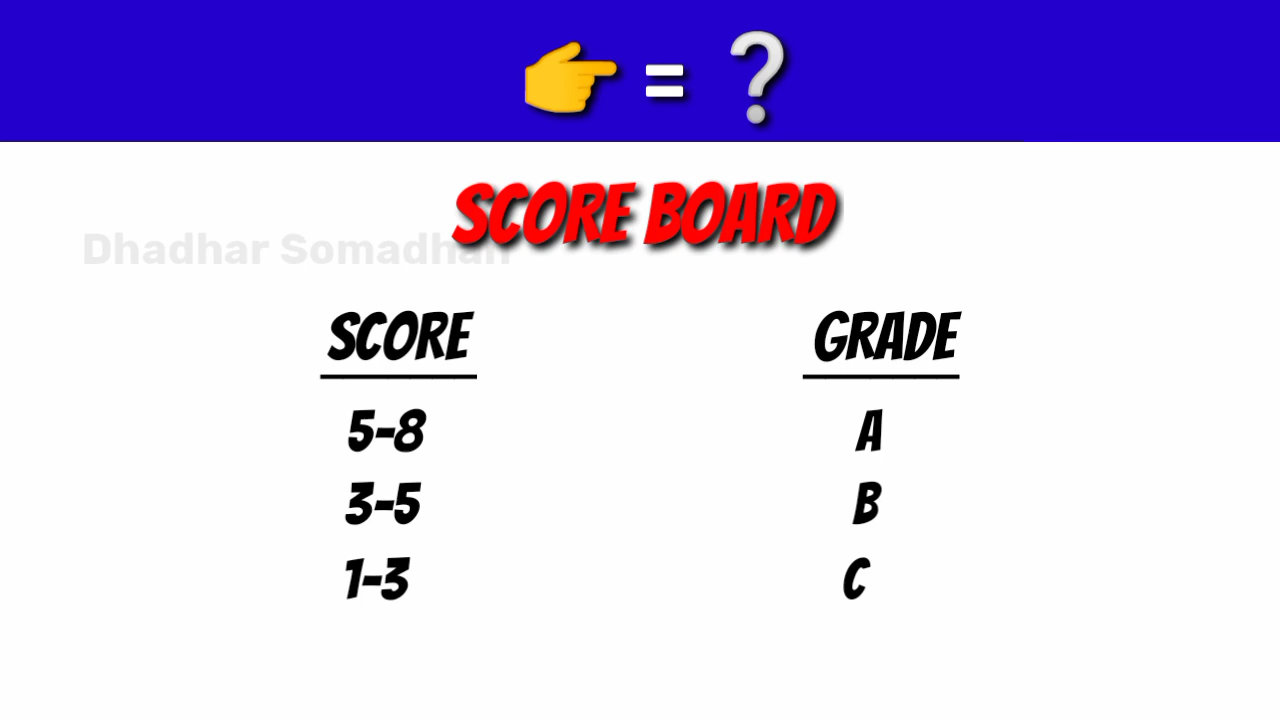 👉 = ?
SCORE BOARD
Dhadhar Somadhan
SCORE GRADE
5-8 A
3-5 B
1-3 C